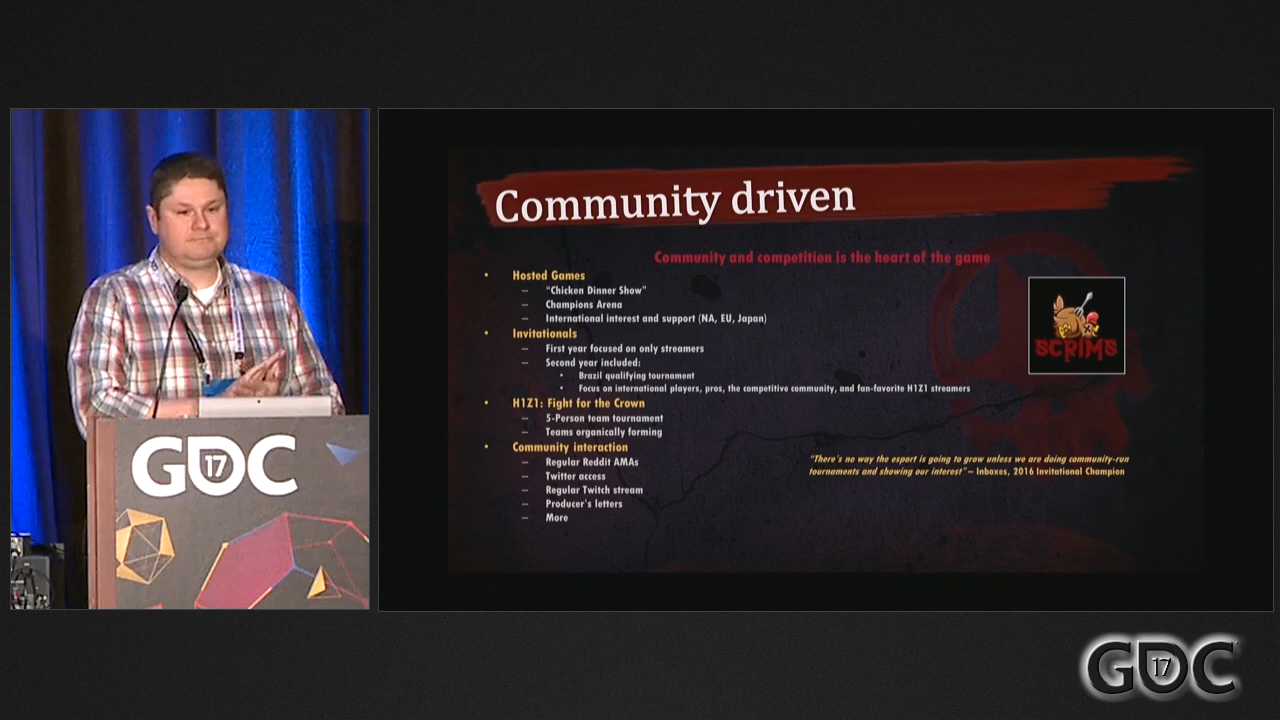 Community driven
Community and competition is the heart of the game
• Hosted Games
– "Chicken Dinner Show"
– Champions Arena
– International interest and support (NA, EU, Japan)
• Invitationals
– First year focused on only streamers
– Second year included:
• Brazil qualifying tournament
• Focus on international players, pros, the competitive community, and fan-favorite H1Z1 streamers
• H1Z1: Fight for the Crown
– 5-Person team tournament
– Teams organically forming
• Community interaction
– Regular Reddit AMAs
– Twitter access
– Regular Twitch stream
– Producer's letters
– More
SCRIMS
"There's no way the esport is going to grow unless we are doing community-run
tournaments and showing our interest" – Inboxes, 2016 Invitational Champion
GDC 17
GDC 17